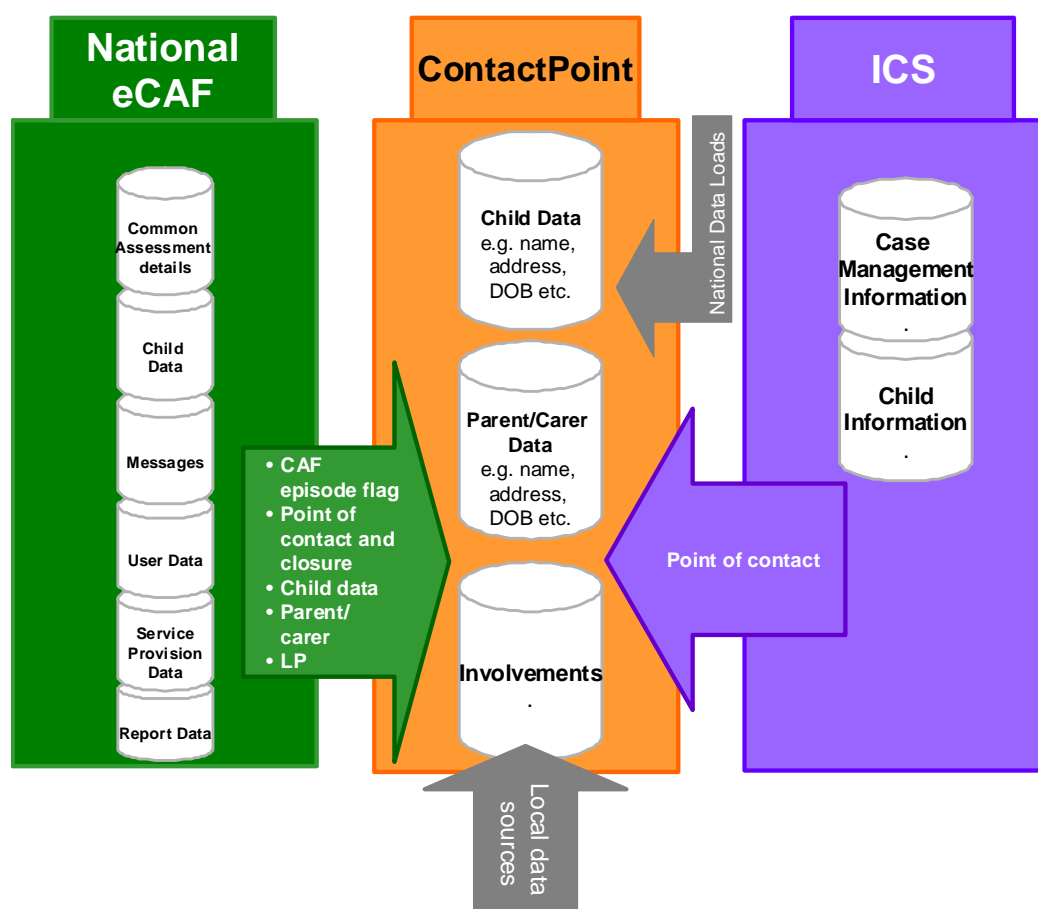 National
eCAF
Common
Assessment
details
Child
Data
Messages
User Data
Service
Provision
Data
Report Data
• CAF
episode flag
• Point of
contact and
closure
• Child data
• Parent/
carer
• LP
ContactPoint
Child Data
e.g. name,
address,
DOB etc.
National Data Loads
Parent/Carer
Data
e.g. name,
address,
DOB etc.
Involvements
.
Local data
sources
ICS
Case
Management
Information
.
Child
Information
.
Point of contact